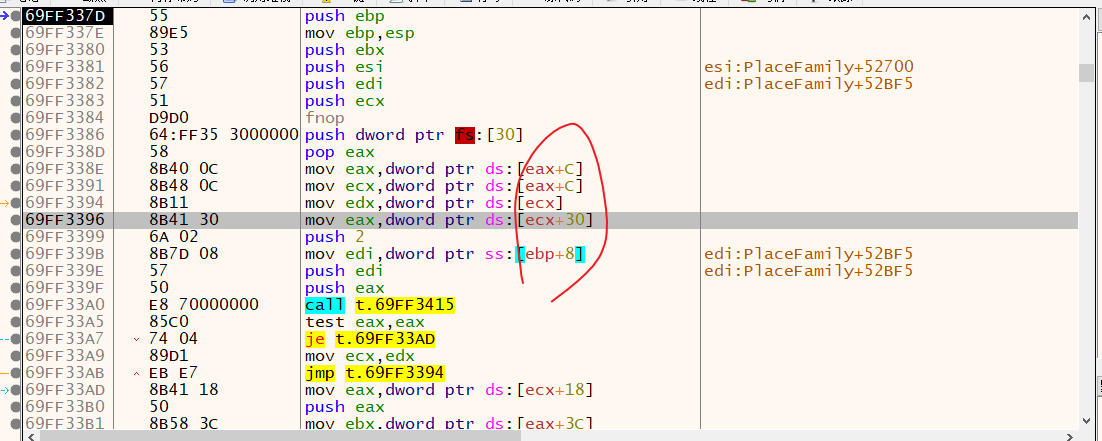 69FF337D 55 push ebp
69FF337E 89E5 mov ebp,esp
69FF3380 53 push ebx
69FF3381 56 push esi esi:PlaceFamily+52700
69FF3382 57 push edi edi:PlaceFamily+52BF5
69FF3383 51 push ecx
69FF3384 D9D0 fnop
69FF3386 64:FF35 3000000 push dword ptr fs:[30]
69FF338D 58 pop eax
69FF338E 8B40 0C mov eax,dword ptr ds:[eax+C]
69FF3391 8B48 0C mov ecx,dword ptr ds:[eax+C]
69FF3394 8B11 mov edx,dword ptr ds:[ecx]
69FF3396 8B41 30 mov eax,dword ptr ds:[ecx+30]
69FF3399 6A 02 push 2
69FF339B 8B7D 08 mov edi,dword ptr ss:[ebp+8] edi:PlaceFamily+52BF5
69FF339E 57 push edi edi:PlaceFamily+52BF5
69FF339F 50 push eax
69FF33A0 E8 70000000 call t.69FF3415
69FF33A5 85C0 test eax,eax
69FF33A7 74 04 je t.69FF33AD
69FF33A9 89D1 mov ecx,edx
69FF33AB EB E7 jmp t.69FF3394
69FF33AD 8B41 18 mov eax,dword ptr ds:[ecx+18]
69FF33B0 50 push eax
69FF33B1 8B58 3C mov ebx,dword ptr ds:[eax+3C]